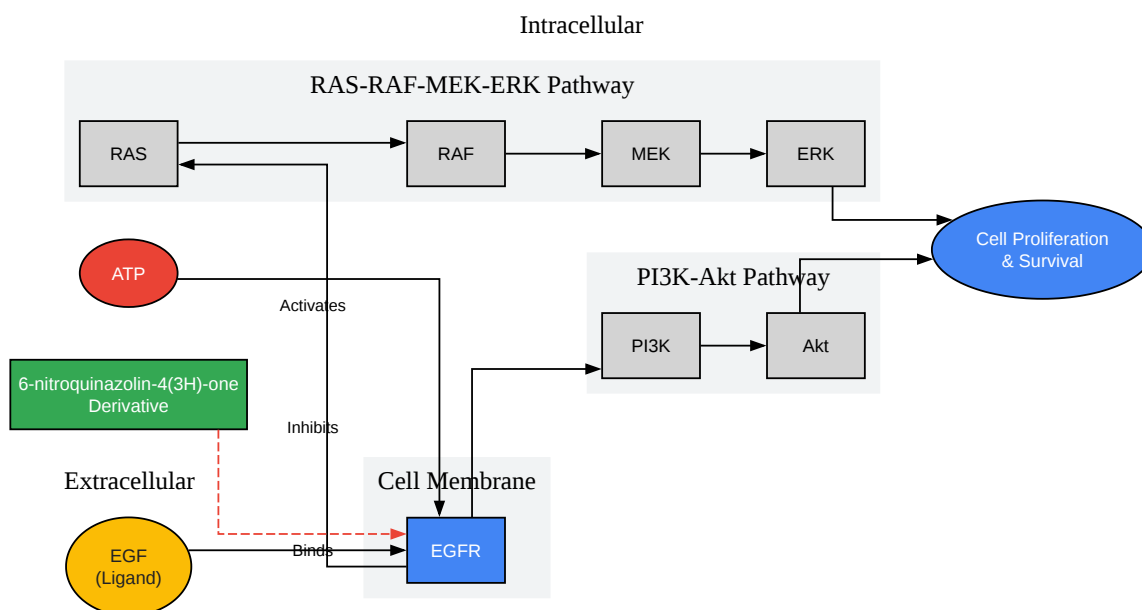 Intracellular
RAS-RAF-MEK-ERK Pathway
RAS
RAF
MEK
ERK
Cell Proliferation
& Survival
ATP
PI3K-Akt Pathway
Activates
PI3K
Akt
6-nitroquinazolin-4(3H)-one
Derivative
Inhibits
Extracellular
Cell Membrane
EGF
(Ligand)
Binds
EGFR